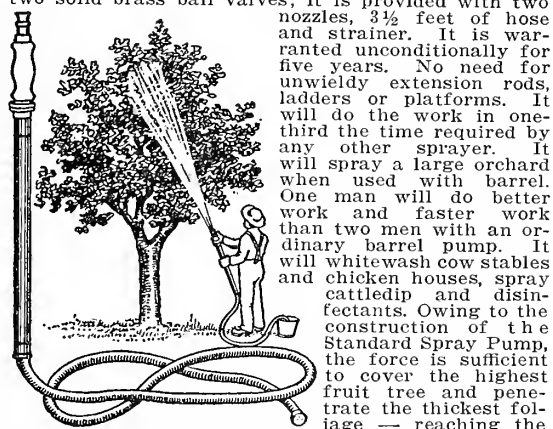 two solid brass ball valves, it is provided with two
nozzles, 3½ feet of hose
and strainer. It is war-
ranted unconditionally for
five years. No need for
unwieldy extension rods,
ladders or platforms. It
will do the work in one-
third the time required by
any other sprayer. It
will spray a large orchard
when used with barrel.
One man will do better
work and faster work
than two men with an or-
dinary barrel pump. It
will whitewash cow stables
and chicken houses, spray
cattledip and disin-
fectants. Owing to the
construction of the
Standard Spray Pump,
the force is sufficient
to cover the highest
fruit tree and pene-
trate the thickest fol-
iage — reaching the